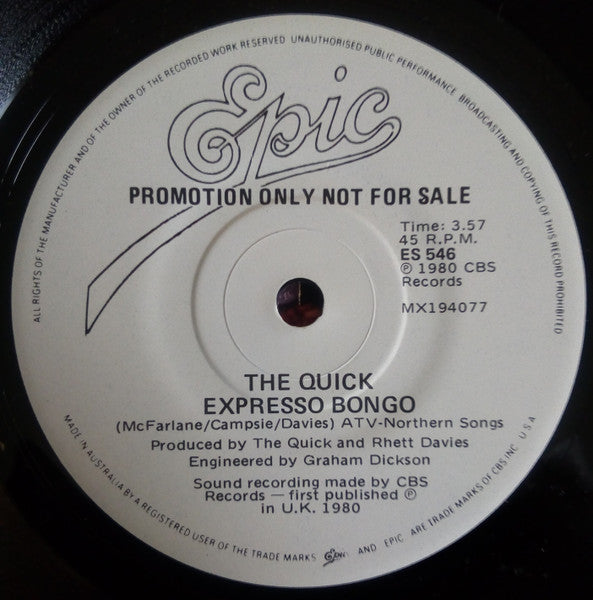 ALL RIGHTS OF THE MANUFACTURER AND OF THE OWNER OF THE RECORDED WORK RESERVED UNAUTHORISED PUBLIC PERFORMANCE, BROADCASTING AND COPYING OF THIS RECORD PROHIBITED
Epic
PROMOTION ONLY NOT FOR SALE
Time: 3.57
45 R.P.M.
ES 546
℗ 1980 CBS
Records
MX194077
THE QUICK
EXPRESSO BONGO
(McFarlane/Campsie/Davies) ATV-Northern Songs
Produced by The Quick and Rhett Davies
Engineered by Graham Dickson
Sound recording made by CBS
Records — first published ℗
in U.K. 1980
MADE IN AUSTRALIA BY A REGISTERED USER OF THE TRADE MARKS Epic AND EPIC ARE TRADE MARKS OF CBS INC. U.S.A.